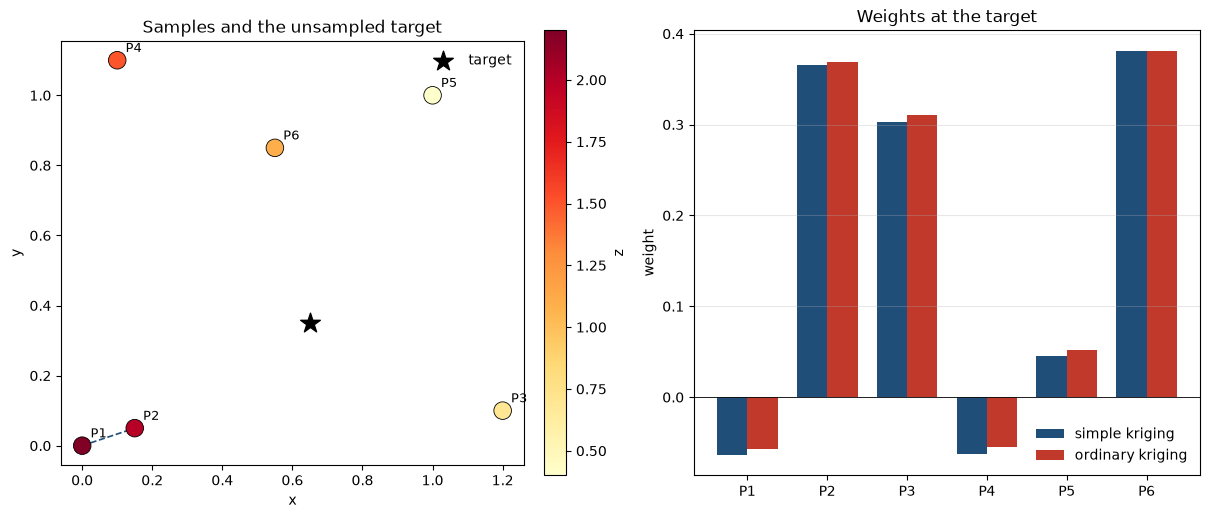 Samples and the unsampled target
P4
target
P5
P6
P3
P2
P1
1.0
0.8
0.6
0.4
0.2
0.0
y
0.0 0.2 0.4 0.6 0.8 1.0 1.2
x
2.00
1.75
1.50
1.25
1.00
0.75
0.50
z
Weights at the target
0.4
0.3
0.2
0.1
0.0
weight
simple kriging
ordinary kriging
P1 P2 P3 P4 P5 P6